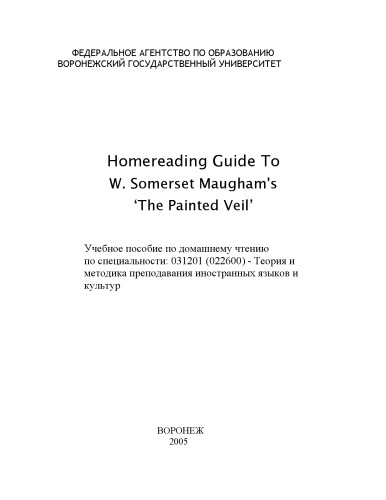 ФЕДЕРАЛЬНОЕ АГЕНТСТВО ПО ОБРАЗОВАНИЮ
ВОРОНЕЖСКИЙ ГОСУДАРСТВЕННЫЙ УНИВЕРСИТЕТ
Homereading Guide To
W. Somerset Maugham's
‘The Painted Veil’
Учебное пособие по домашнему чтению
по специальности: 031201 (022600) - Теория и
методика преподавания иностранных языков и
культур
ВОРОНЕЖ
2005